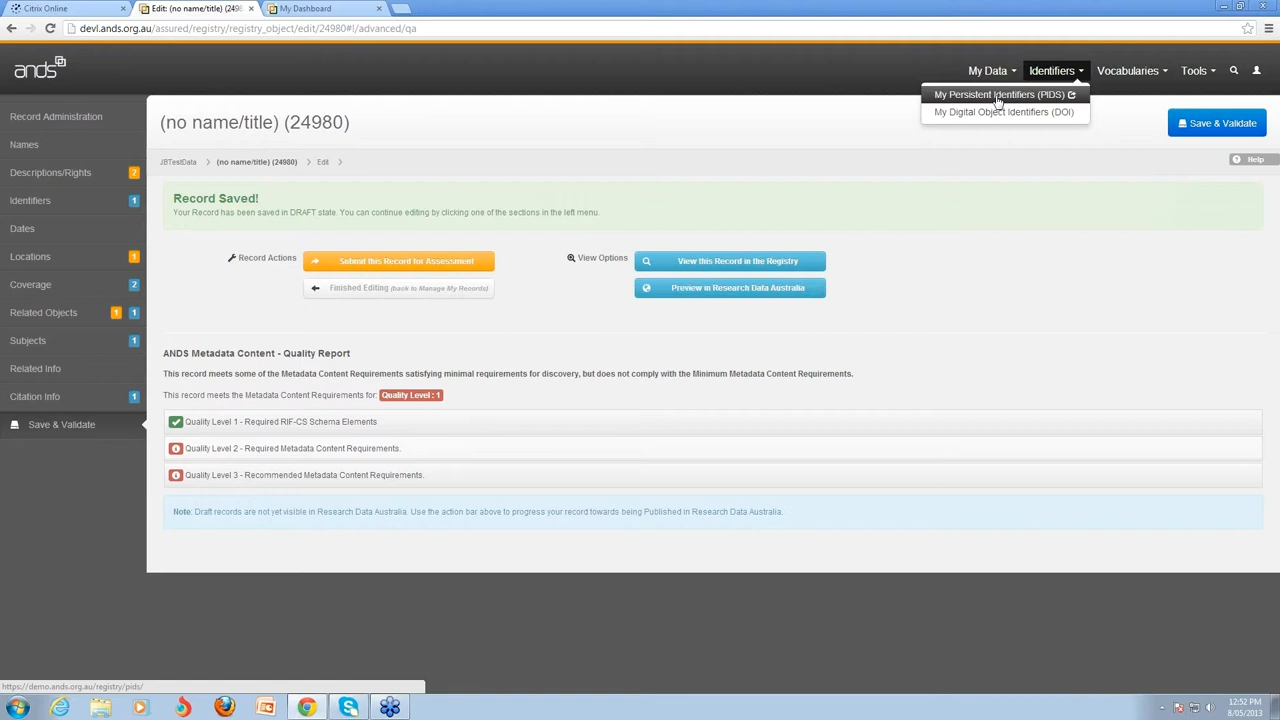 Citrix Online
Edit: (no name/title) (2498
My Dashboard
devl.ands.org.au/assured/registry/registry_object/edit/24980#!/advanced/qa
ands
My Data
Identifiers
Vocabularies
Tools
My Persistent Identifiers (PIDS)
My Digital Object Identifiers (DOI)
Record Administration
Names
Descriptions/Rights 2
Identifiers 1
Dates
Locations 1
Coverage 2
Related Objects 1 1
Subjects 1
Related Info
Citation Info 1
Save & Validate
(no name/title) (24980)
Save & Validate
JBTestData
(no name/title) (24980)
Edit
Help
Record Saved!
Your Record has been saved in DRAFT state. You can continue editing by clicking one of the sections in the left menu.
Record Actions
Submit this Record for Assessment
Finished Editing (back to Manage My Records)
View Options
View this Record in the Registry
Preview in Research Data Australia
ANDS Metadata Content - Quality Report
This record meets some of the Metadata Content Requirements satisfying minimal requirements for discovery, but does not comply with the Minimum Metadata Content Requirements.
This record meets the Metadata Content Requirements for: Quality Level : 1
Quality Level 1 - Required RIF-CS Schema Elements
Quality Level 2 - Required Metadata Content Requirements.
Quality Level 3 - Recommended Metadata Content Requirements.
Note: Draft records are not yet visible in Research Data Australia. Use the action bar above to progress your record towards being Published in Research Data Australia.
https://demo.ands.org.au/registry/pids/
12:52 PM
8/05/2013